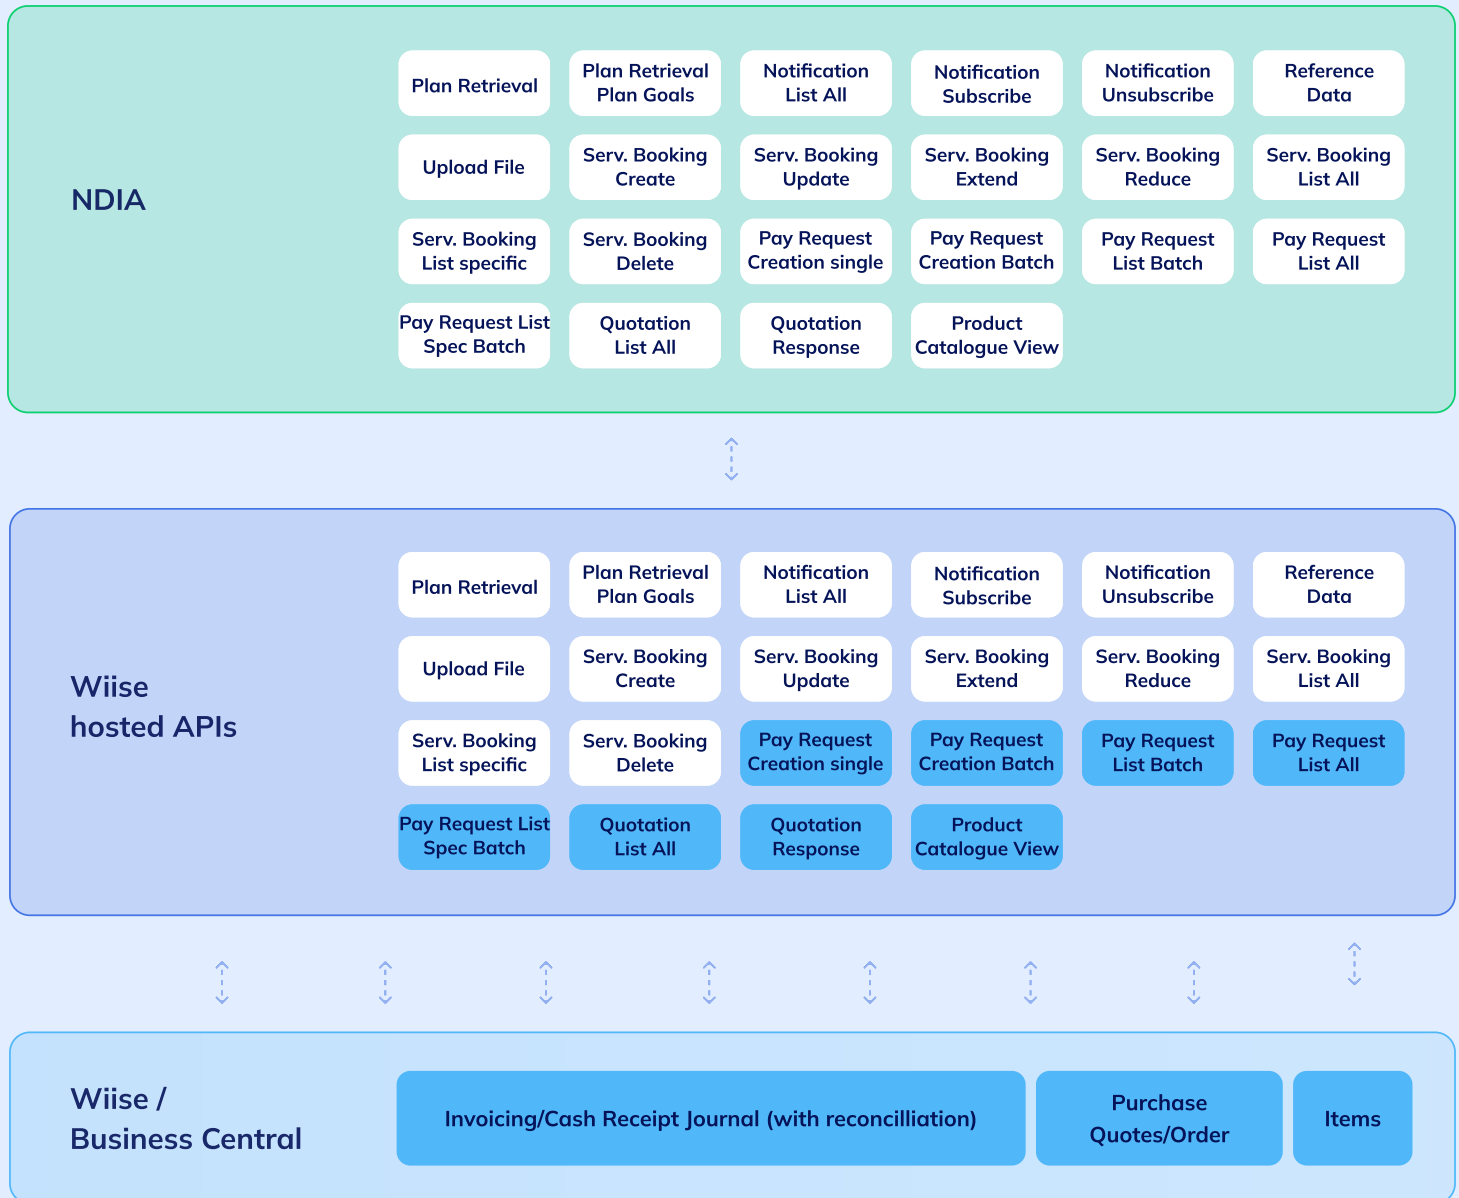 NDIA
Plan Retrieval
Plan Retrieval
Plan Goals
Notification
List All
Notification
Subscribe
Notification
Unsubscribe
Reference
Data
Upload File
Serv. Booking
Create
Serv. Booking
Update
Serv. Booking
Extend
Serv. Booking
Reduce
Serv. Booking
List All
Serv. Booking
List specific
Serv. Booking
Delete
Pay Request
Creation single
Pay Request
Creation Batch
Pay Request
List Batch
Pay Request
List All
Pay Request List
Spec Batch
Quotation
List All
Quotation
Response
Product
Catalogue View
Wiise
hosted APIs
Plan Retrieval
Plan Retrieval
Plan Goals
Notification
List All
Notification
Subscribe
Notification
Unsubscribe
Reference
Data
Upload File
Serv. Booking
Create
Serv. Booking
Update
Serv. Booking
Extend
Serv. Booking
Reduce
Serv. Booking
List All
Serv. Booking
List specific
Serv. Booking
Delete
Pay Request
Creation single
Pay Request
Creation Batch
Pay Request
List Batch
Pay Request
List All
Pay Request List
Spec Batch
Quotation
List All
Quotation
Response
Product
Catalogue View
Wiise /
Business Central
Invoicing/Cash Receipt Journal (with reconcilliation)
Purchase
Quotes/Order
Items